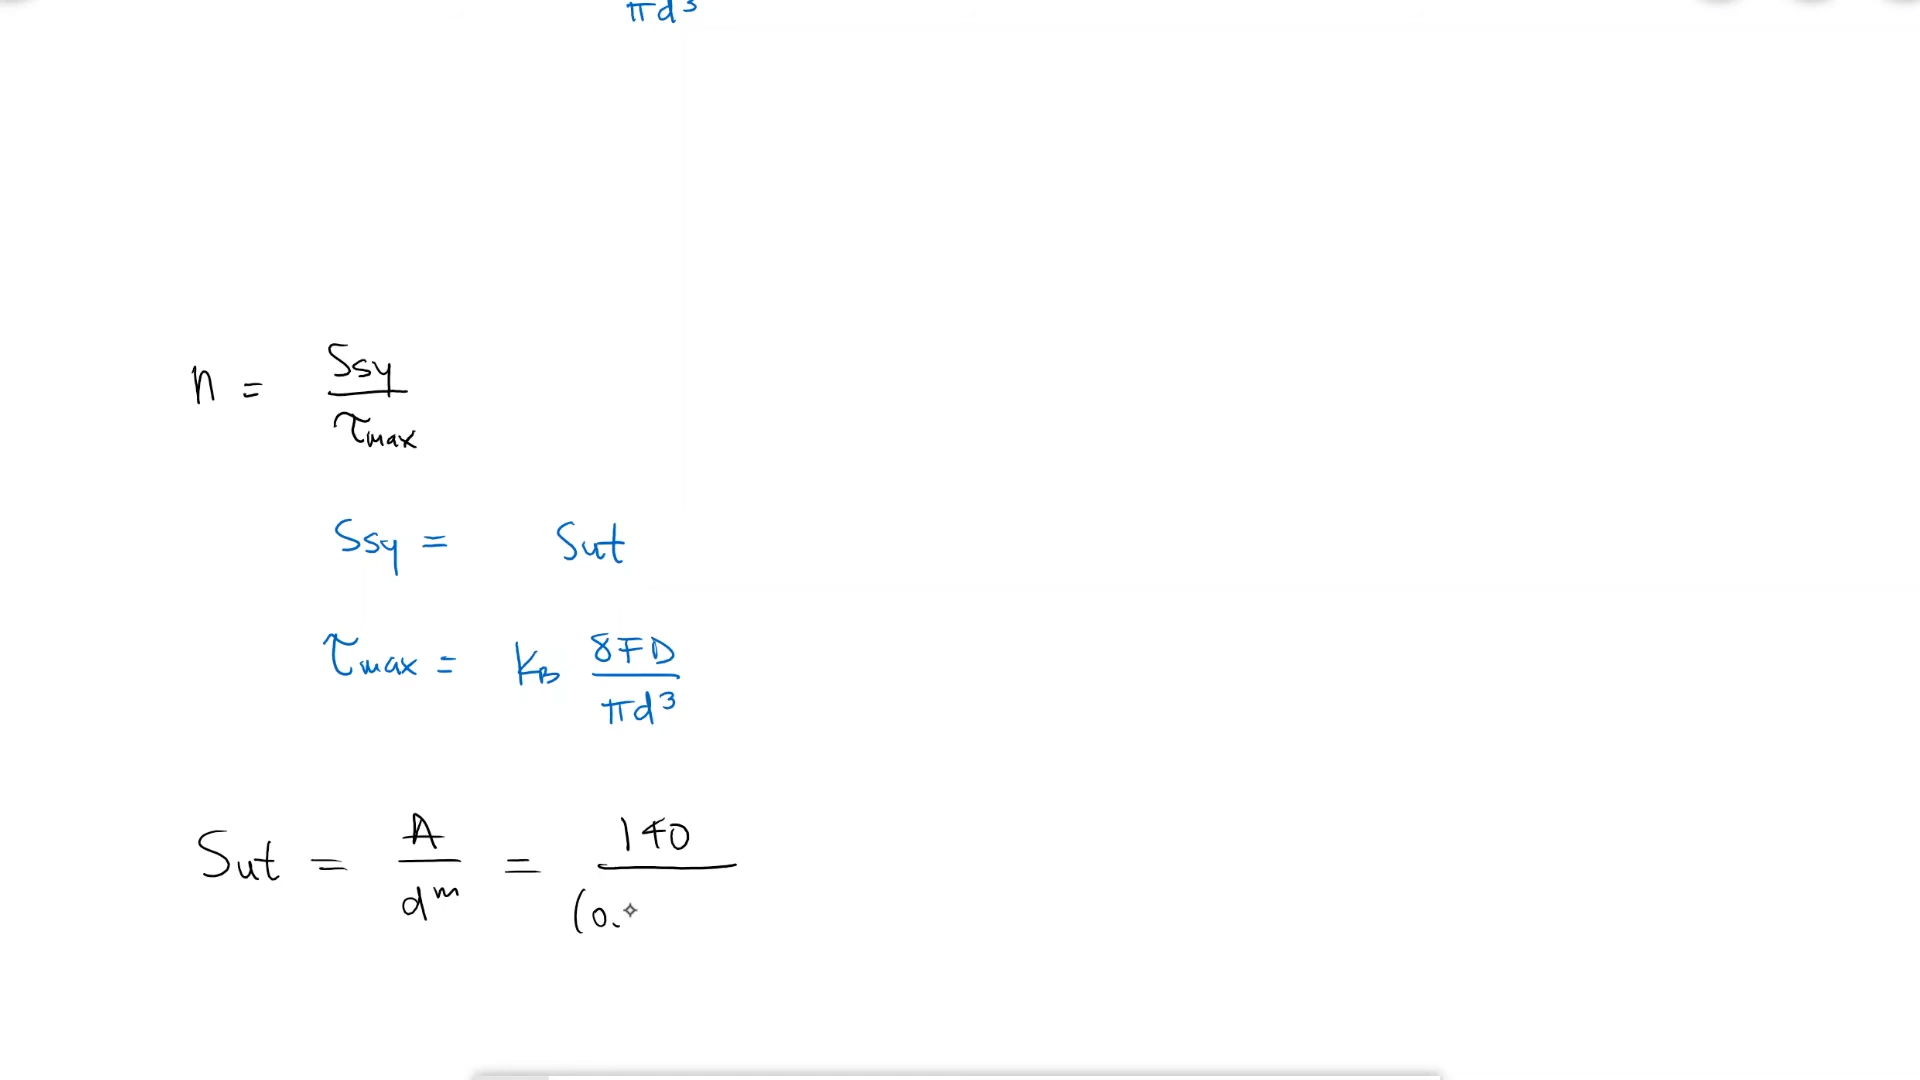 πd³
n = Ssy / τmax
Ssy = Sut
τmax = KB 8FD / πd³
Sut = A / d^m = 140 / (0.